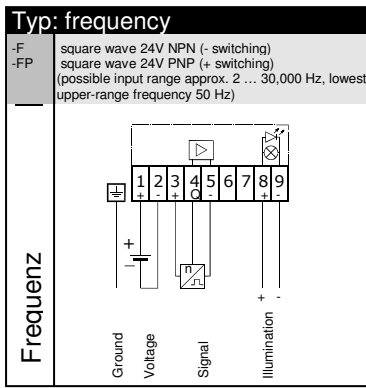 Typ: frequency
-F square wave 24V NPN (- switching)
-FP square wave 24V PNP (+ switching)
(possible input range approx. 2 … 30,000 Hz, lowest
upper-range frequency 50 Hz)
1 2 3 4 5 6 7 8 9
+ - + Q - + -
+
−
n
+ -
Frequenz
Ground
Voltage
Signal
Illumination